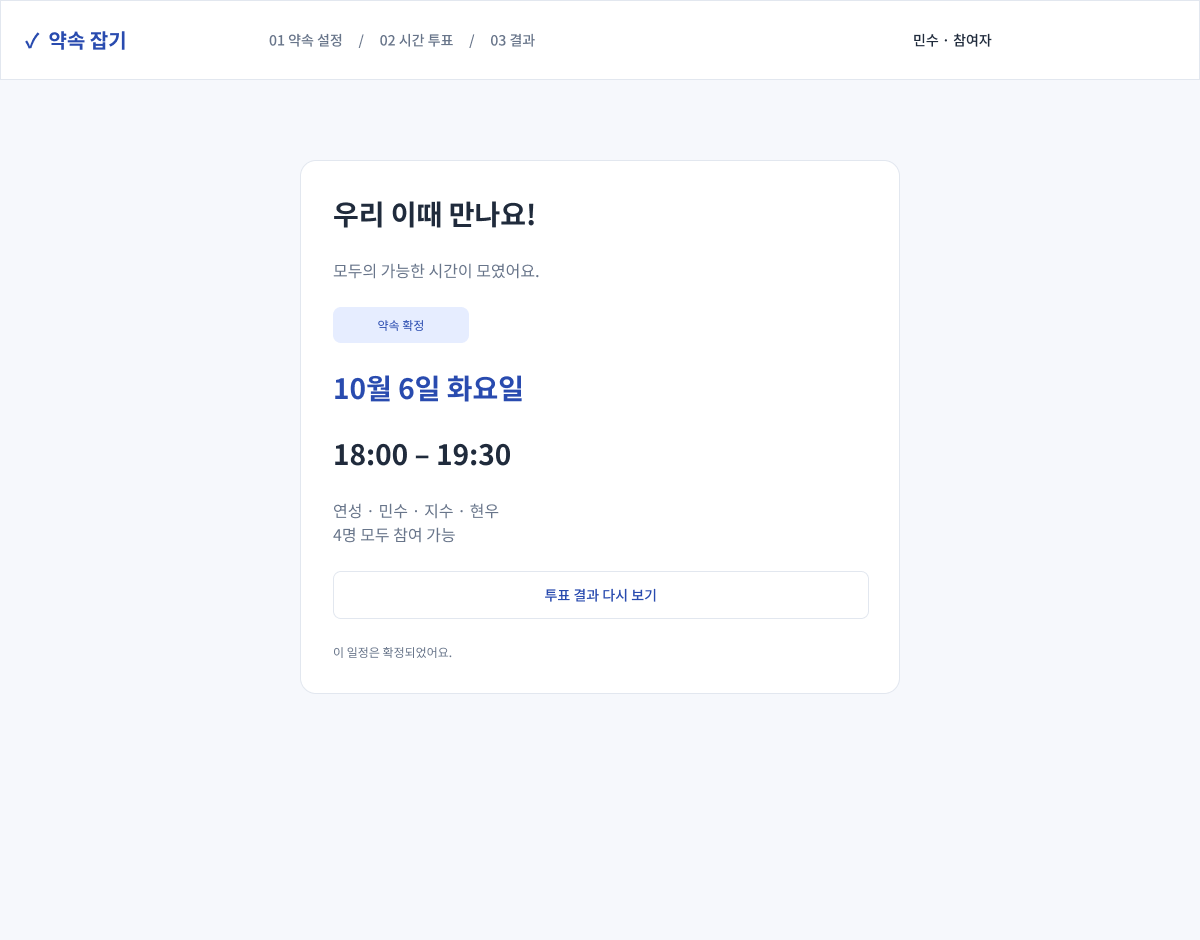 ✓ 약속 잡기
01 약속 설정 / 02 시간 투표 / 03 결과
민수 · 참여자
우리 이때 만나요!
모두의 가능한 시간이 모였어요.
약속 확정
10월 6일 화요일
18:00 – 19:30
연성 · 민수 · 지수 · 현우
4명 모두 참여 가능
투표 결과 다시 보기
이 일정은 확정되었어요.